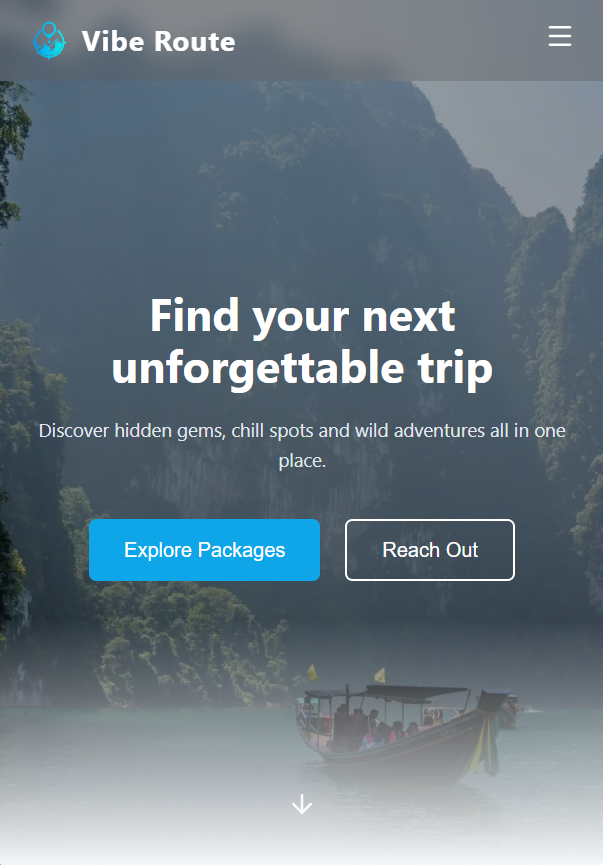 Vibe Route
Find your next
unforgettable trip
Discover hidden gems, chill spots and wild adventures all in one
place.
Explore Packages
Reach Out